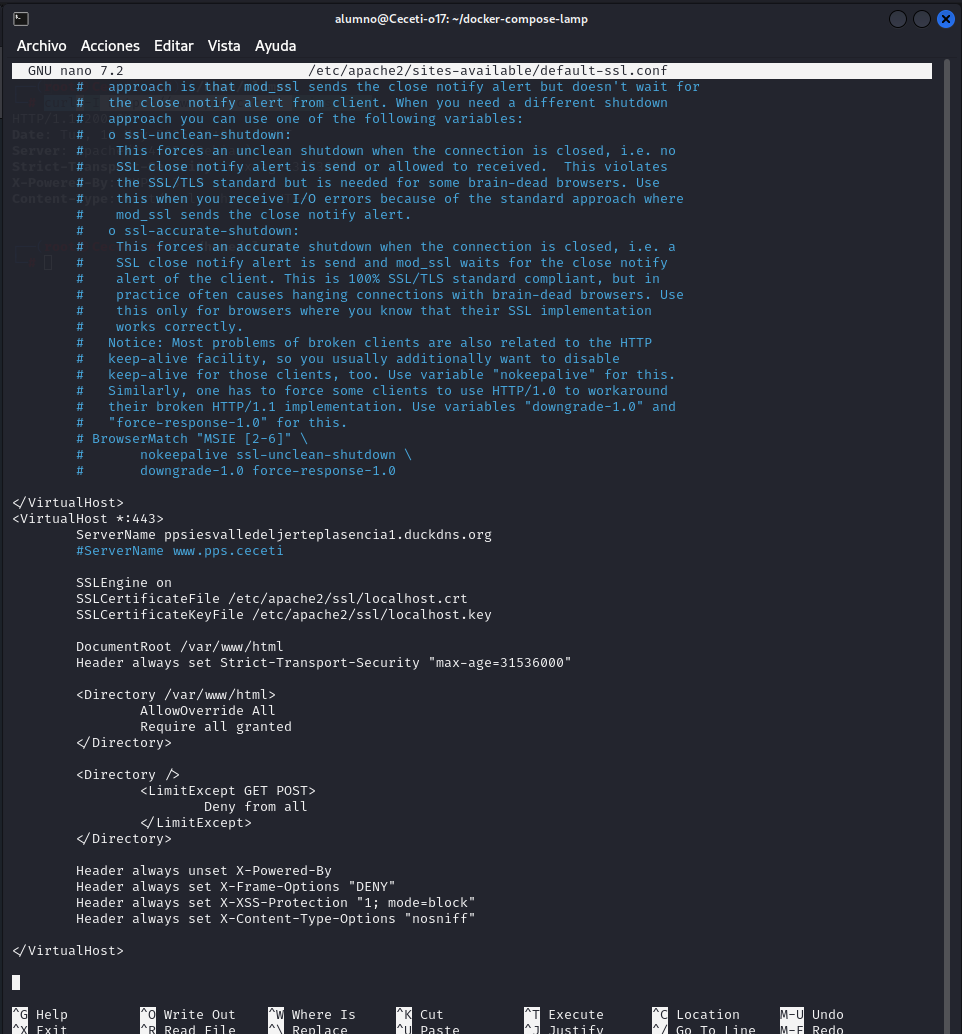 alumno@Ceceti-o17: ~/docker-compose-lamp
Archivo Acciones Editar Vista Ayuda
GNU nano 7.2 /etc/apache2/sites-available/default-ssl.conf
# approach is that mod_ssl sends the close notify alert but doesn't wait for
# the close notify alert from client. When you need a different shutdown
# approach you can use one of the following variables:
# o ssl-unclean-shutdown:
# This forces an unclean shutdown when the connection is closed, i.e. no
# SSL close notify alert is send or allowed to received. This violates
# the SSL/TLS standard but is needed for some brain-dead browsers. Use
# this when you receive I/O errors because of the standard approach where
# mod_ssl sends the close notify alert.
# o ssl-accurate-shutdown:
# This forces an accurate shutdown when the connection is closed, i.e. a
# SSL close notify alert is send and mod_ssl waits for the close notify
# alert of the client. This is 100% SSL/TLS standard compliant, but in
# practice often causes hanging connections with brain-dead browsers. Use
# this only for browsers where you know that their SSL implementation
# works correctly.
# Notice: Most problems of broken clients are also related to the HTTP
# keep-alive facility, so you usually additionally want to disable
# keep-alive for those clients, too. Use variable "nokeepalive" for this.
# Similarly, one has to force some clients to use HTTP/1.0 to workaround
# their broken HTTP/1.1 implementation. Use variables "downgrade-1.0" and
# "force-response-1.0" for this.
# BrowserMatch "MSIE [2-6]" \
# nokeepalive ssl-unclean-shutdown \
# downgrade-1.0 force-response-1.0
</VirtualHost>
<VirtualHost *:443>
ServerName ppsiesvalledeljerteplasencia1.duckdns.org
#ServerName www.pps.ceceti
SSLEngine on
SSLCertificateFile /etc/apache2/ssl/localhost.crt
SSLCertificateKeyFile /etc/apache2/ssl/localhost.key
DocumentRoot /var/www/html
Header always set Strict-Transport-Security "max-age=31536000"
<Directory /var/www/html>
AllowOverride All
Require all granted
</Directory>
<Directory />
<LimitExcept GET POST>
Deny from all
</LimitExcept>
</Directory>
Header always unset X-Powered-By
Header always set X-Frame-Options "DENY"
Header always set X-XSS-Protection "1; mode=block"
Header always set X-Content-Type-Options "nosniff"
</VirtualHost>
^G Help ^O Write Out ^W Where Is ^K Cut ^T Execute ^C Location M-U Undo
^X Exit ^R Read File ^\ Replace ^U Paste ^J Justify ^/ Go To Line M-E Redo